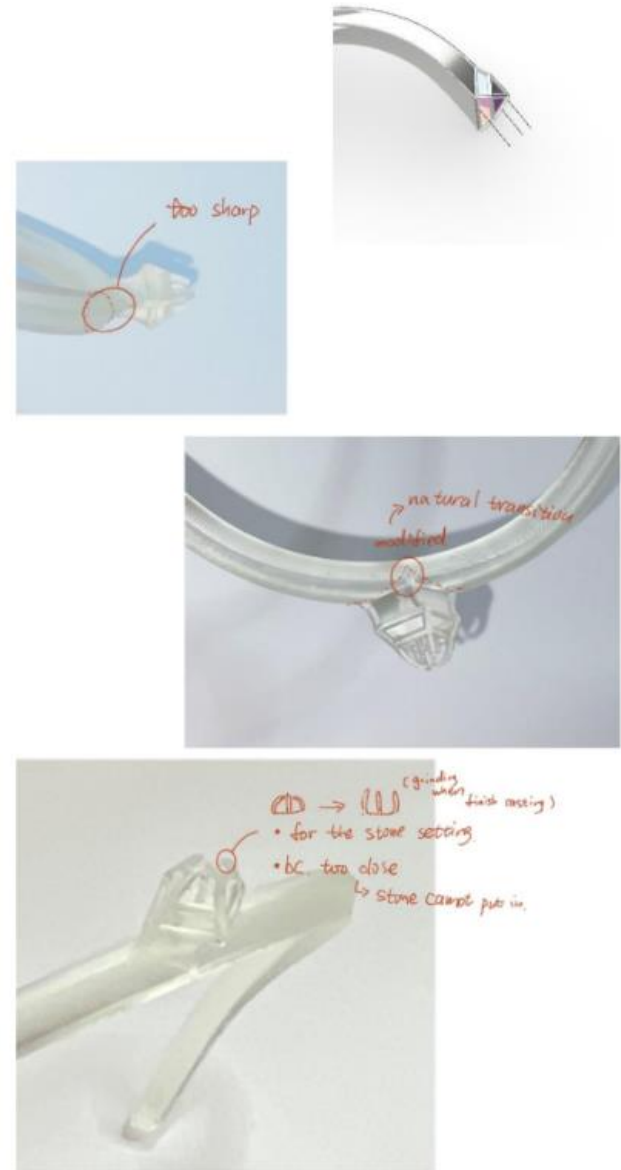 too sharp
natural transition
modified
(grinding
when
finish casting)
• for the stone setting.
• bc. too close
↳ stone cannot put in.